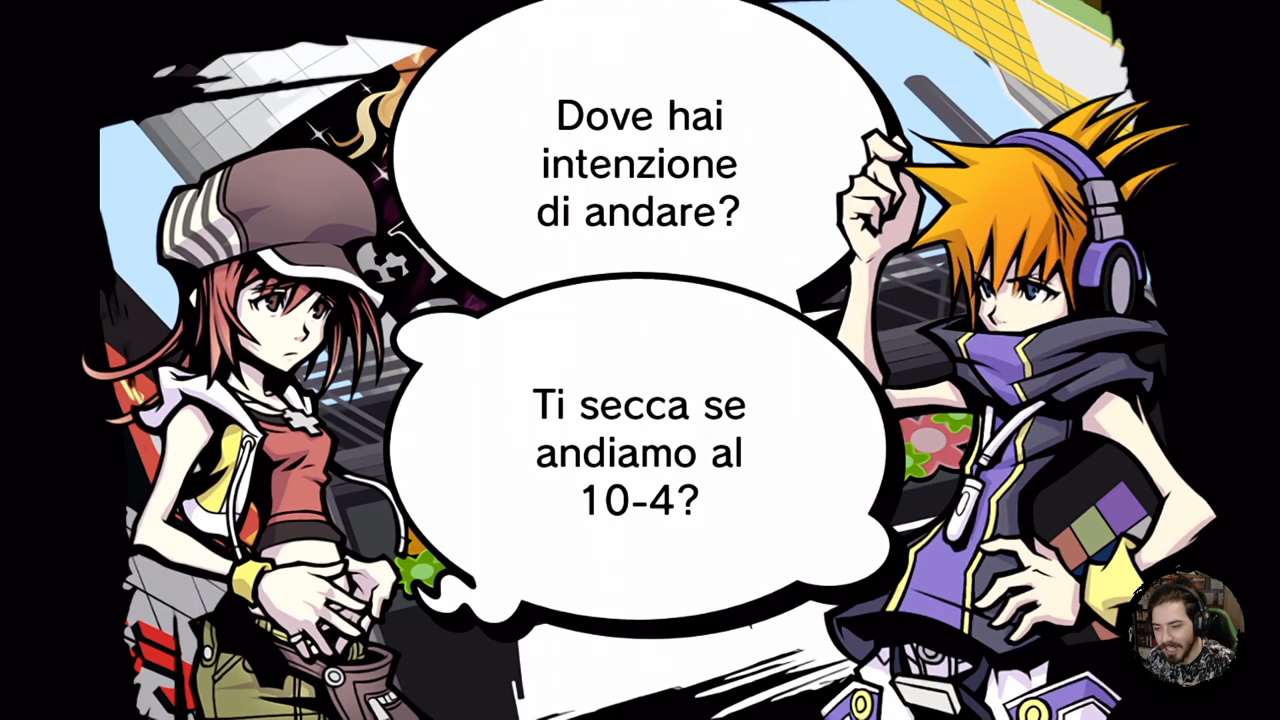 Dove hai
intenzione
di andare?
Ti secca se
andiamo al
10-4?